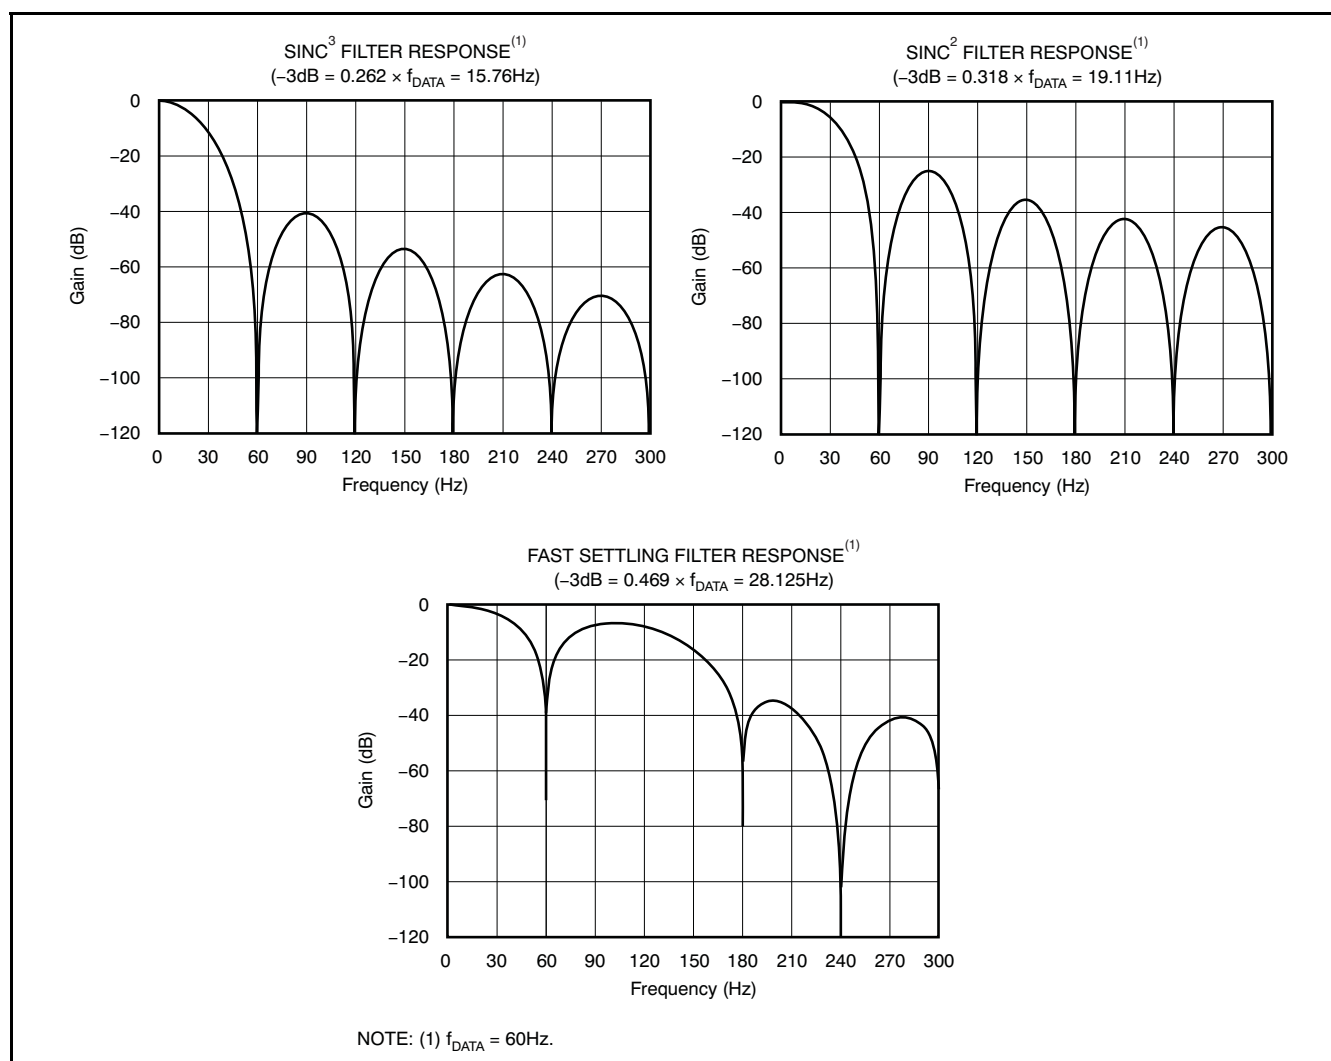 SINC³ FILTER RESPONSE(1)
(−3dB = 0.262 × fDATA = 15.76Hz)
0
−20
−40
−60
−80
−100
−120
Gain (dB)
0 30 60 90 120 150 180 210 240 270 300
Frequency (Hz)
SINC² FILTER RESPONSE(1)
(−3dB = 0.318 × fDATA = 19.11Hz)
0
−20
−40
−60
−80
−100
−120
Gain (dB)
0 30 60 90 120 150 180 210 240 270 300
Frequency (Hz)
FAST SETTLING FILTER RESPONSE(1)
(−3dB = 0.469 × fDATA = 28.125Hz)
0
−20
−40
−60
−80
−100
−120
Gain (dB)
0 30 60 90 120 150 180 210 240 270 300
Frequency (Hz)
NOTE: (1) fDATA = 60Hz.